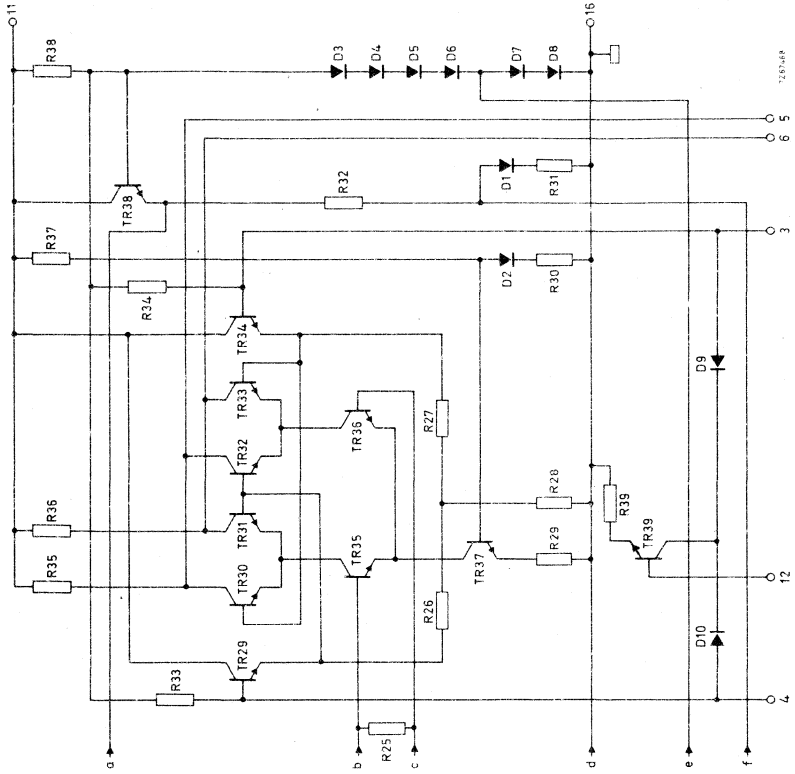 11
16
R38
D3
D4
D5
D6
D7
D8
7Z67468
5
6
TR38
R32
D1
R31
R37
3
R34
D2
R30
TR34
TR33
TR32
TR31
TR30
TR29
R36
R35
R33
TR36
TR35
R27
R26
TR37
R28
R29
R39
TR39
D9
D10
12
4
R25
a
b
c
d
e
f